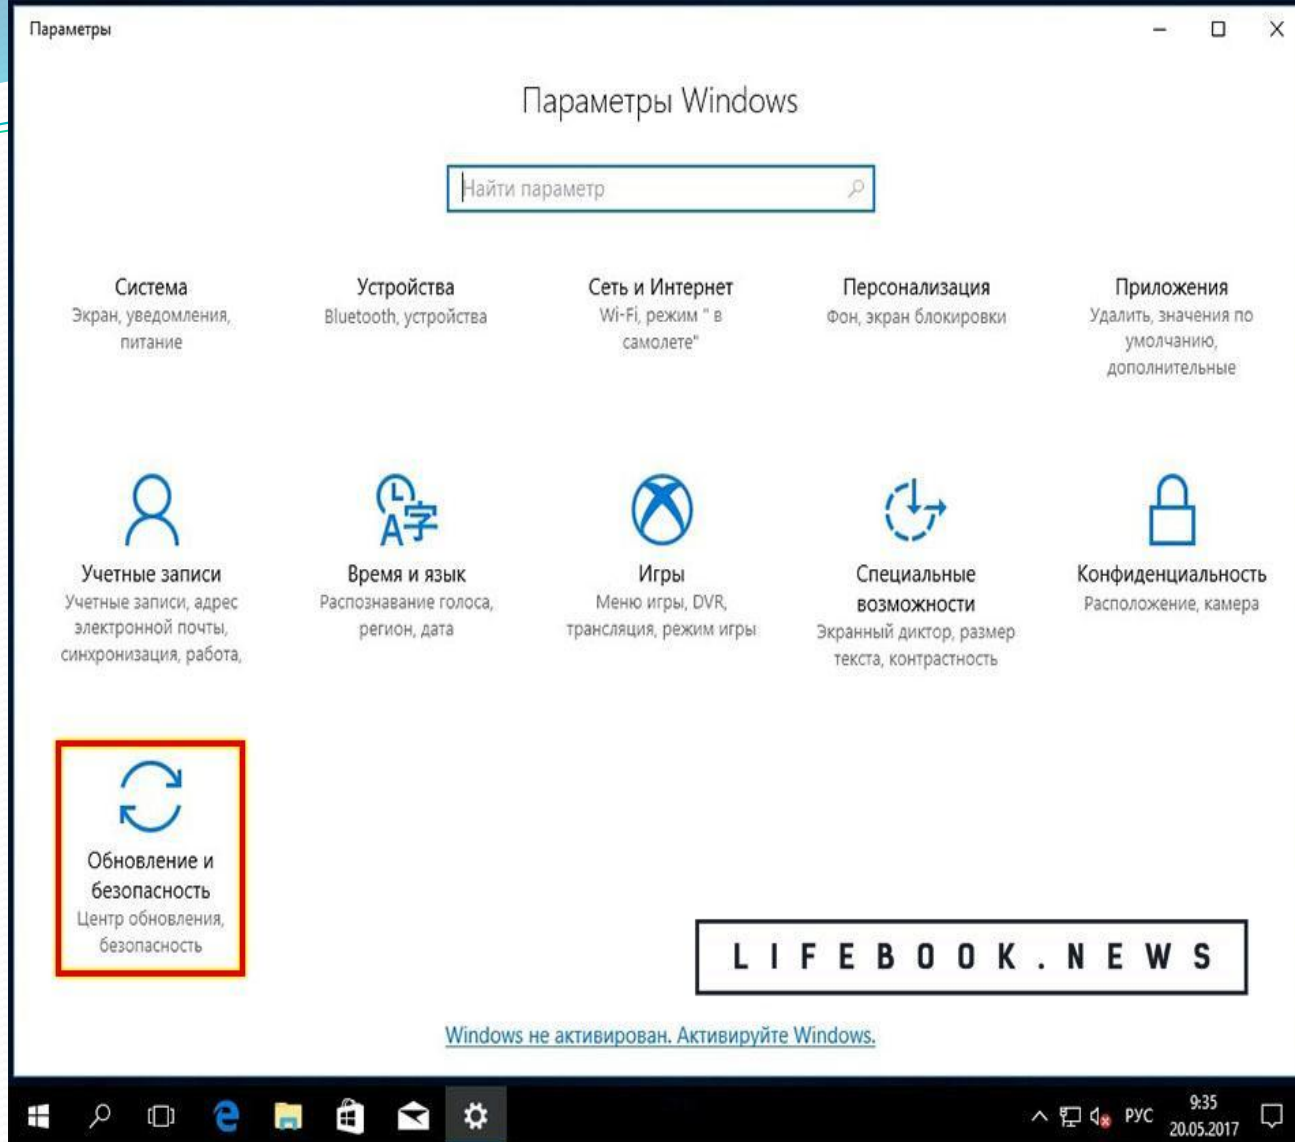 Параметры
Параметры Windows
Найти параметр
Система
Экран, уведомления,
питание
Устройства
Bluetooth, устройства
Сеть и Интернет
Wi-Fi, режим " в
самолете"
Персонализация
Фон, экран блокировки
Приложения
Удалить, значения по
умолчанию,
дополнительные
Учетные записи
Учетные записи, адрес
электронной почты,
синхронизация, работа,
Время и язык
Распознавание голоса,
регион, дата
Игры
Меню игры, DVR,
трансляция, режим игры
Специальные
возможности
Экранный диктор, размер
текста, контрастность
Конфиденциальность
Расположение, камера
Обновление и
безопасность
Центр обновления,
безопасность
LIFEBOOK.NEWS
Windows не активирован. Активируйте Windows.
РУС
9:35
20.05.2017